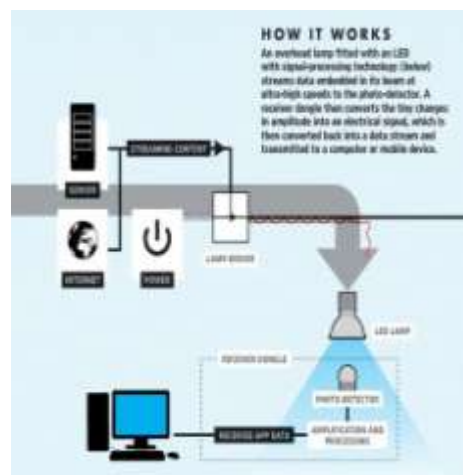 HOW IT WORKS
An overhead lamp fitted with an LED
with signal-processing technology (below)
streams data embedded in its beam at
ultra-high speeds to the photo-detector. A
receiver dongle then converts the tiny changes
in amplitude into an electrical signal, which is
then converted back into a data stream and
transmitted to a computer or mobile device.
STREAMING CONTENT
SERVER
INTERNET
POWER
LAMP DRIVER
LED LAMP
RECEIVER DONGLE
PHOTO DETECTOR
AMPLIFICATION AND
PROCESSING
RECEIVED APP DATA